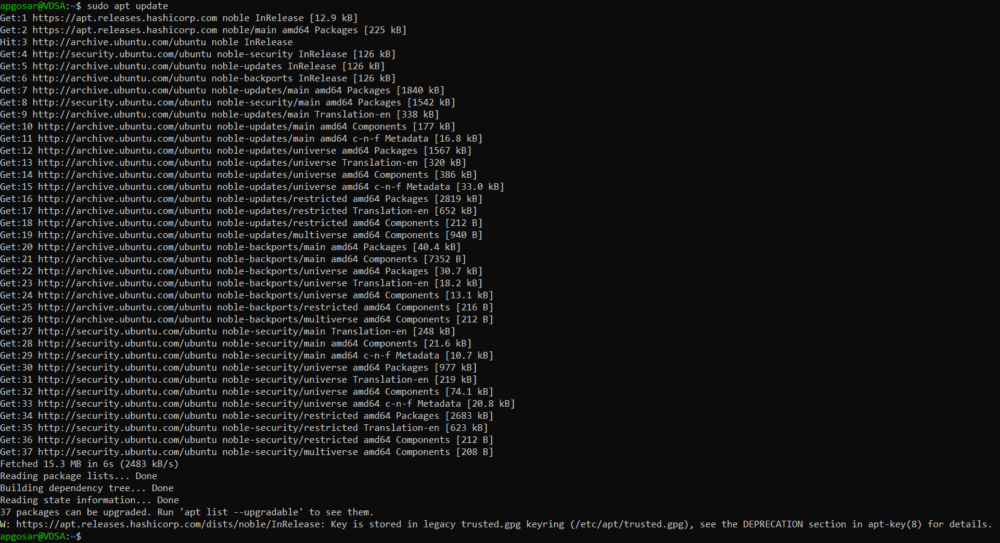 apgosar@VDSA:~$ sudo apt update
Get:1 https://apt.releases.hashicorp.com noble InRelease [12.9 kB]
Get:2 https://apt.releases.hashicorp.com noble/main amd64 Packages [225 kB]
Hit:3 http://archive.ubuntu.com/ubuntu noble InRelease
Get:4 http://security.ubuntu.com/ubuntu noble-security InRelease [126 kB]
Get:5 http://archive.ubuntu.com/ubuntu noble-updates InRelease [126 kB]
Get:6 http://archive.ubuntu.com/ubuntu noble-backports InRelease [126 kB]
Get:7 http://archive.ubuntu.com/ubuntu noble-updates/main amd64 Packages [1840 kB]
Get:8 http://security.ubuntu.com/ubuntu noble-security/main amd64 Packages [1542 kB]
Get:9 http://archive.ubuntu.com/ubuntu noble-updates/main Translation-en [338 kB]
Get:10 http://archive.ubuntu.com/ubuntu noble-updates/main amd64 Components [177 kB]
Get:11 http://archive.ubuntu.com/ubuntu noble-updates/main amd64 c-n-f Metadata [16.8 kB]
Get:12 http://archive.ubuntu.com/ubuntu noble-updates/universe amd64 Packages [1567 kB]
Get:13 http://archive.ubuntu.com/ubuntu noble-updates/universe Translation-en [320 kB]
Get:14 http://archive.ubuntu.com/ubuntu noble-updates/universe amd64 Components [386 kB]
Get:15 http://archive.ubuntu.com/ubuntu noble-updates/universe amd64 c-n-f Metadata [33.0 kB]
Get:16 http://archive.ubuntu.com/ubuntu noble-updates/restricted amd64 Packages [2819 kB]
Get:17 http://archive.ubuntu.com/ubuntu noble-updates/restricted Translation-en [652 kB]
Get:18 http://archive.ubuntu.com/ubuntu noble-updates/restricted amd64 Components [212 B]
Get:19 http://archive.ubuntu.com/ubuntu noble-updates/multiverse amd64 Components [940 B]
Get:20 http://archive.ubuntu.com/ubuntu noble-backports/main amd64 Packages [40.4 kB]
Get:21 http://archive.ubuntu.com/ubuntu noble-backports/main amd64 Components [7352 B]
Get:22 http://archive.ubuntu.com/ubuntu noble-backports/universe amd64 Packages [30.7 kB]
Get:23 http://archive.ubuntu.com/ubuntu noble-backports/universe Translation-en [18.2 kB]
Get:24 http://archive.ubuntu.com/ubuntu noble-backports/universe amd64 Components [13.1 kB]
Get:25 http://archive.ubuntu.com/ubuntu noble-backports/restricted amd64 Components [216 B]
Get:26 http://archive.ubuntu.com/ubuntu noble-backports/multiverse amd64 Components [212 B]
Get:27 http://security.ubuntu.com/ubuntu noble-security/main Translation-en [248 kB]
Get:28 http://security.ubuntu.com/ubuntu noble-security/main amd64 Components [21.6 kB]
Get:29 http://security.ubuntu.com/ubuntu noble-security/main amd64 c-n-f Metadata [10.7 kB]
Get:30 http://security.ubuntu.com/ubuntu noble-security/universe amd64 Packages [977 kB]
Get:31 http://security.ubuntu.com/ubuntu noble-security/universe Translation-en [219 kB]
Get:32 http://security.ubuntu.com/ubuntu noble-security/universe amd64 Components [74.1 kB]
Get:33 http://security.ubuntu.com/ubuntu noble-security/universe amd64 c-n-f Metadata [20.8 kB]
Get:34 http://security.ubuntu.com/ubuntu noble-security/restricted amd64 Packages [2683 kB]
Get:35 http://security.ubuntu.com/ubuntu noble-security/restricted Translation-en [623 kB]
Get:36 http://security.ubuntu.com/ubuntu noble-security/restricted amd64 Components [212 B]
Get:37 http://security.ubuntu.com/ubuntu noble-security/multiverse amd64 Components [208 B]
Fetched 15.3 MB in 6s (2483 kB/s)
Reading package lists... Done
Building dependency tree... Done
Reading state information... Done
37 packages can be upgraded. Run 'apt list --upgradable' to see them.
W: https://apt.releases.hashicorp.com/dists/noble/InRelease: Key is stored in legacy trusted.gpg keyring (/etc/apt/trusted.gpg), see the DEPRECATION section in apt-key(8) for details.
apgosar@VDSA:~$